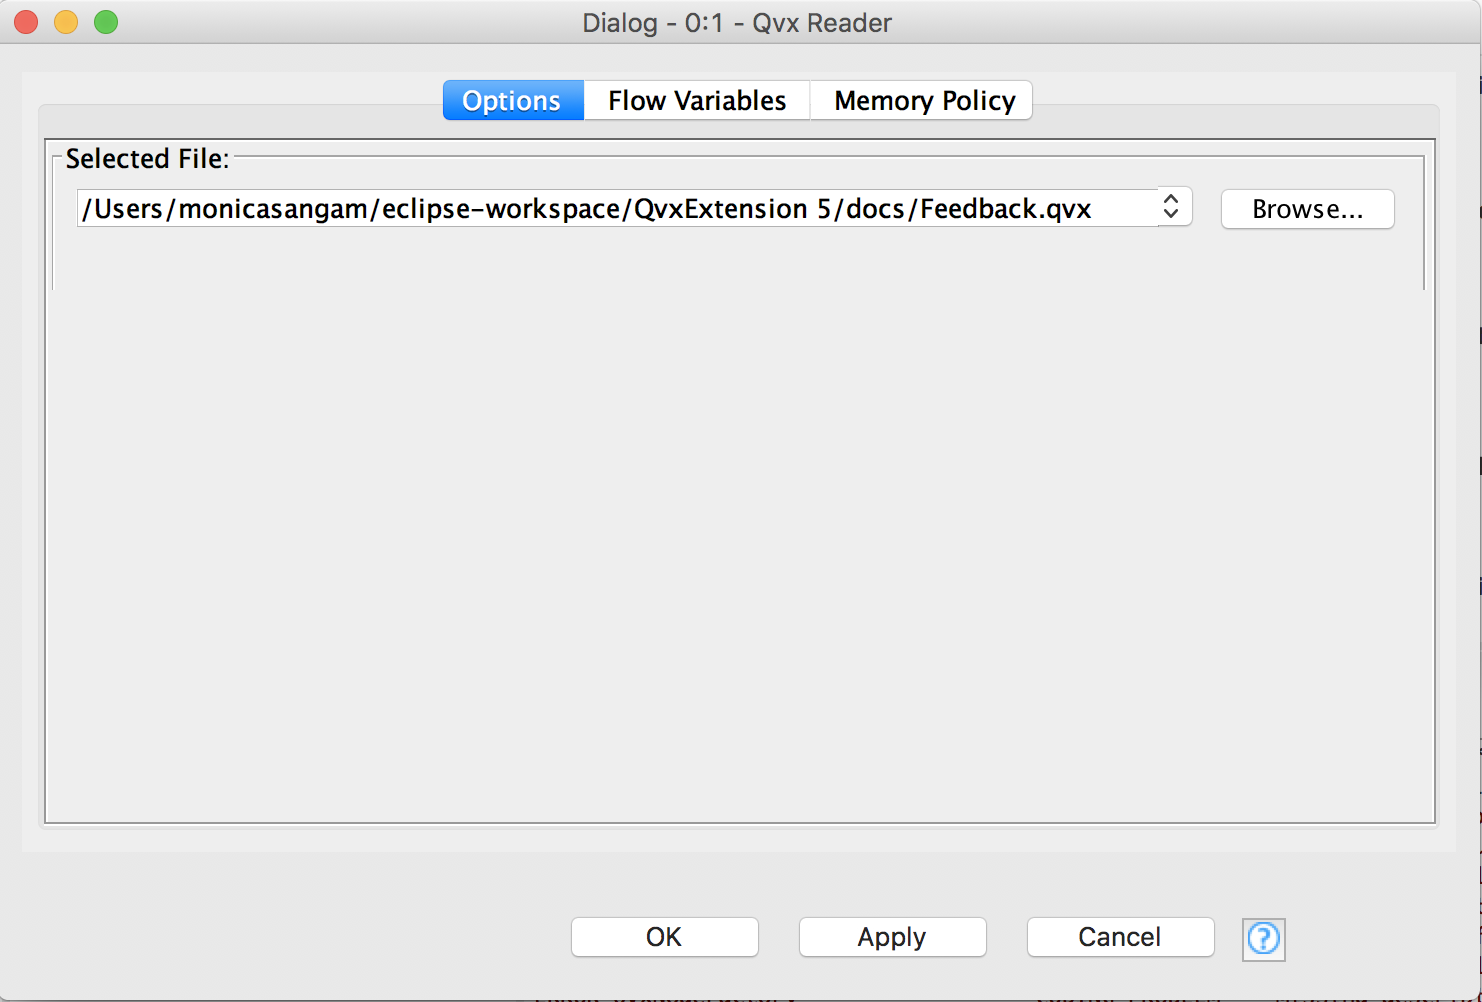 Dialog - 0:1 - Qvx Reader
Options Flow Variables Memory Policy
Selected File:
/Users/monicasangam/eclipse-workspace/QvxExtension 5/docs/Feedback.qvx Browse...
OK Apply Cancel ?